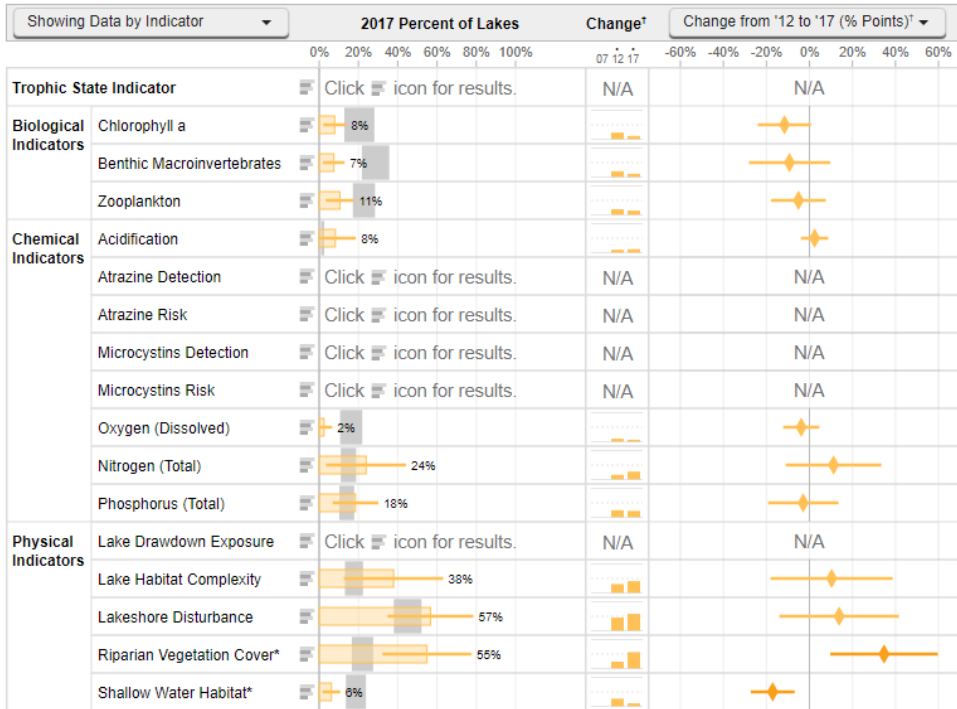 Showing Data by Indicator 2017 Percent of Lakes Change† Change from '12 to '17 (% Points)†
0% 20% 40% 60% 80% 100% 07 12 17 -60% -40% -20% 0% 20% 40% 60%
Trophic State Indicator Click icon for results. N/A N/A
Biological Indicators Chlorophyll a 8%
Benthic Macroinvertebrates 7%
Zooplankton 11%
Chemical Indicators Acidification 8%
Atrazine Detection Click icon for results. N/A N/A
Atrazine Risk Click icon for results. N/A N/A
Microcystins Detection Click icon for results. N/A N/A
Microcystins Risk Click icon for results. N/A N/A
Oxygen (Dissolved) 2%
Nitrogen (Total) 24%
Phosphorus (Total) 18%
Physical Indicators Lake Drawdown Exposure Click icon for results. N/A N/A
Lake Habitat Complexity 38%
Lakeshore Disturbance 57%
Riparian Vegetation Cover* 55%
Shallow Water Habitat* 6%